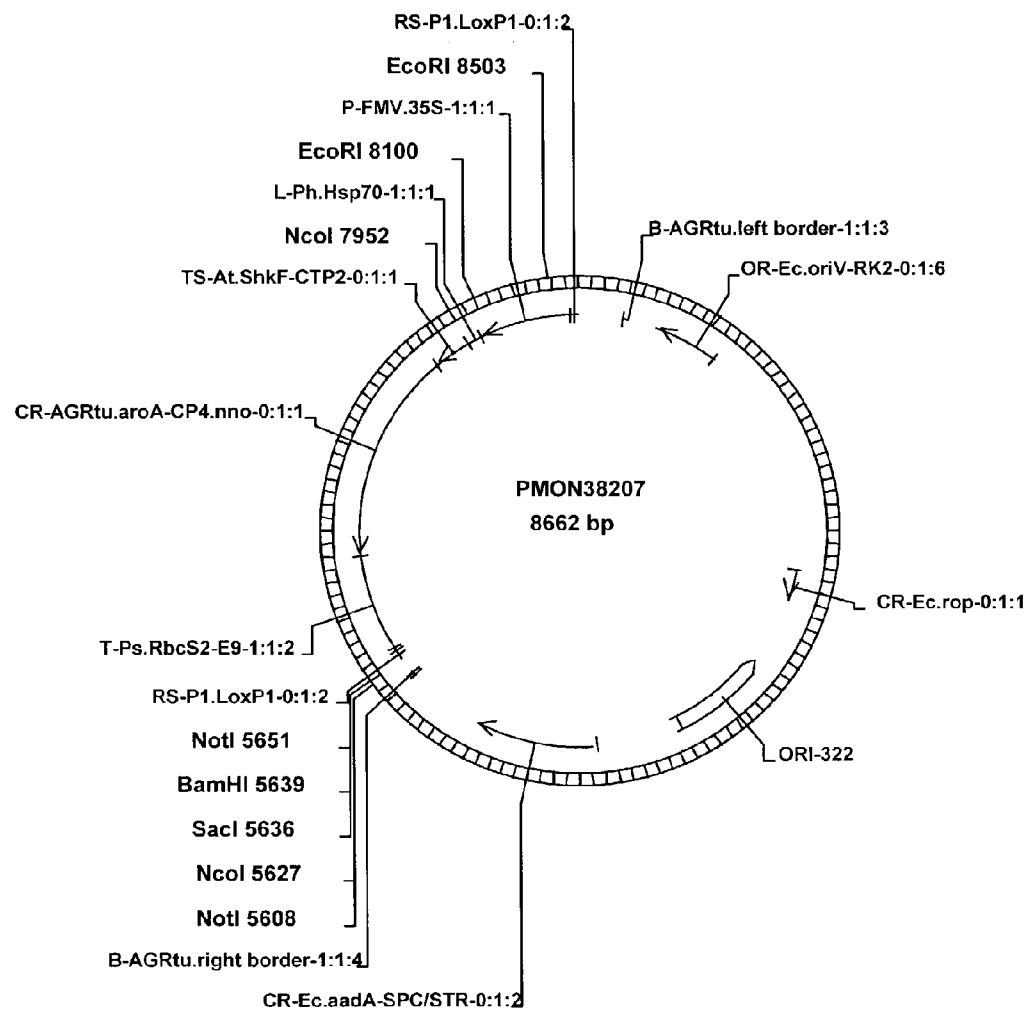 RS-P1.LoxP1-0:1:2
EcoRI 8503
P-FMV.35S-1:1:1
EcoRI 8100
L-Ph.Hsp70-1:1:1
NcoI 7952
TS-At.ShkF-CTP2-0:1:1
B-AGRtu.left border-1:1:3
OR-Ec.oriV-RK2-0:1:6
CR-AGRtu.aroA-CP4.nno-0:1:1
PMON38207
8662 bp
CR-Ec.rop-0:1:1
T-Ps.RbcS2-E9-1:1:2
RS-P1.LoxP1-0:1:2
NotI 5651
ORI-322
BamHI 5639
SacI 5636
NcoI 5627
NotI 5608
B-AGRtu.right border-1:1:4
CR-Ec.aadA-SPC/STR-0:1:2